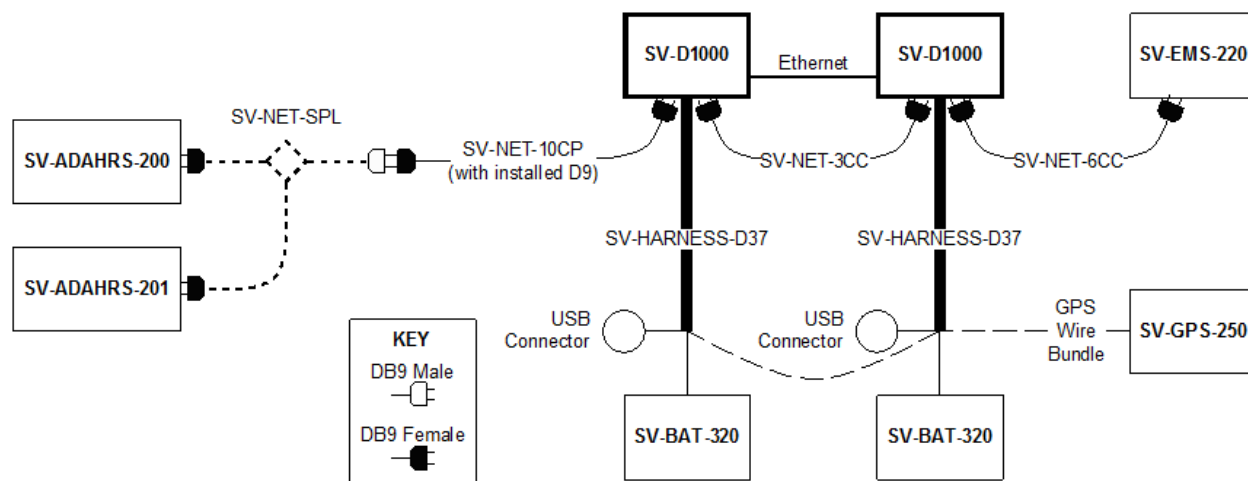 SV-D1000
Ethernet
SV-D1000
SV-EMS-220
SV-NET-SPL
SV-ADAHRS-200
SV-NET-10CP
(with installed D9)
SV-NET-3CC
SV-NET-6CC
SV-HARNESS-D37
SV-HARNESS-D37
SV-ADAHRS-201
USB
Connector
USB
Connector
GPS
Wire
Bundle
SV-GPS-250
KEY
DB9 Male
DB9 Female
SV-BAT-320
SV-BAT-320